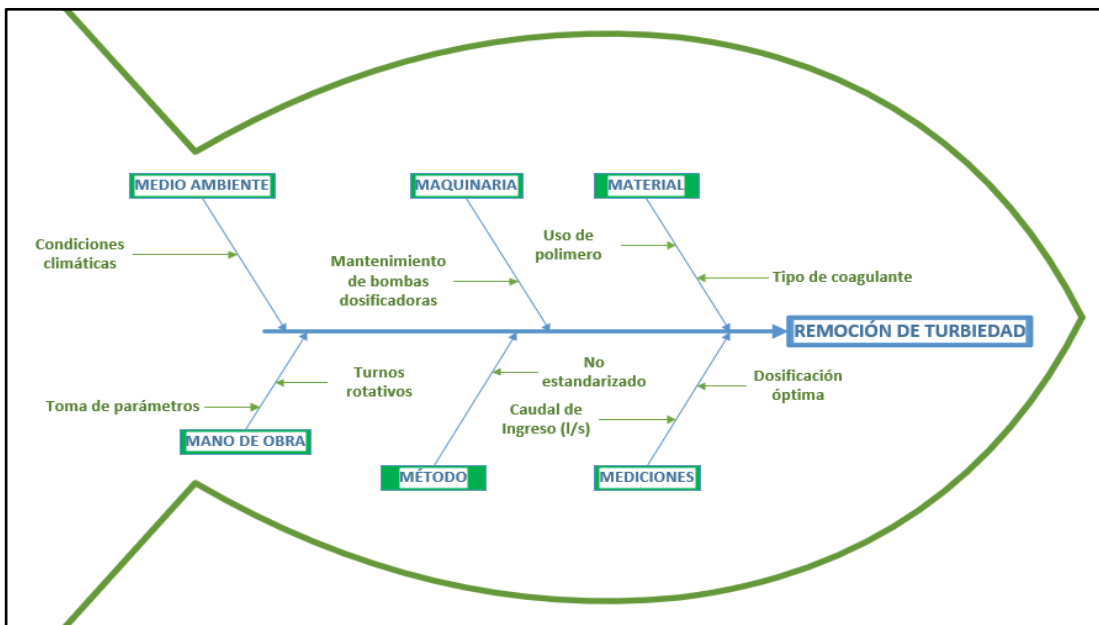 MEDIO AMBIENTE
MAQUINARIA
MATERIAL
Condiciones
climáticas
Mantenimiento
de bombas
dosificadoras
Uso de
polimero
Tipo de coagulante
REMOCIÓN DE TURBIEDAD
Toma de parámetros
Turnos
rotativos
No
estandarizado
Caudal de
Ingreso (l/s)
Dosificación
óptima
MANO DE OBRA
MÉTODO
MEDICIONES